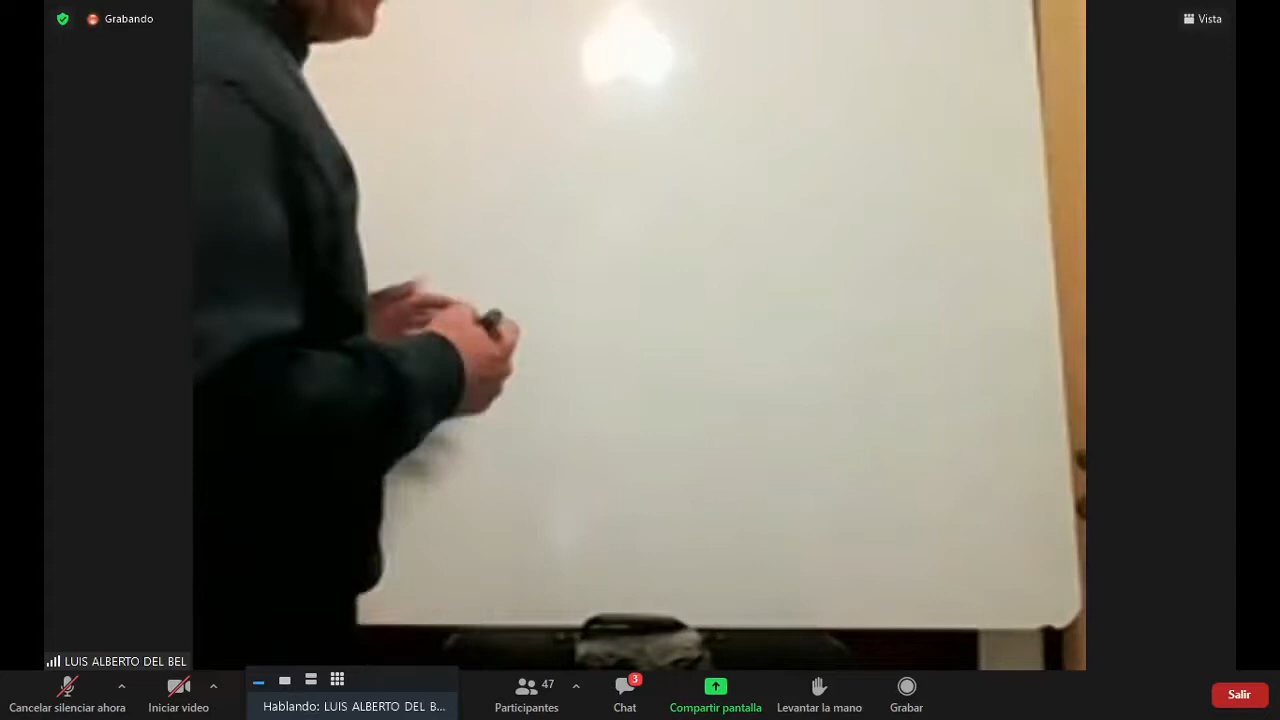 Grabando
Vista
LUIS ALBERTO DEL BEL
Cancelar silenciar ahora
Iniciar video
Hablando: LUIS ALBERTO DEL B...
47
Participantes
3
Chat
Compartir pantalla
Levantar la mano
Grabar
Salir